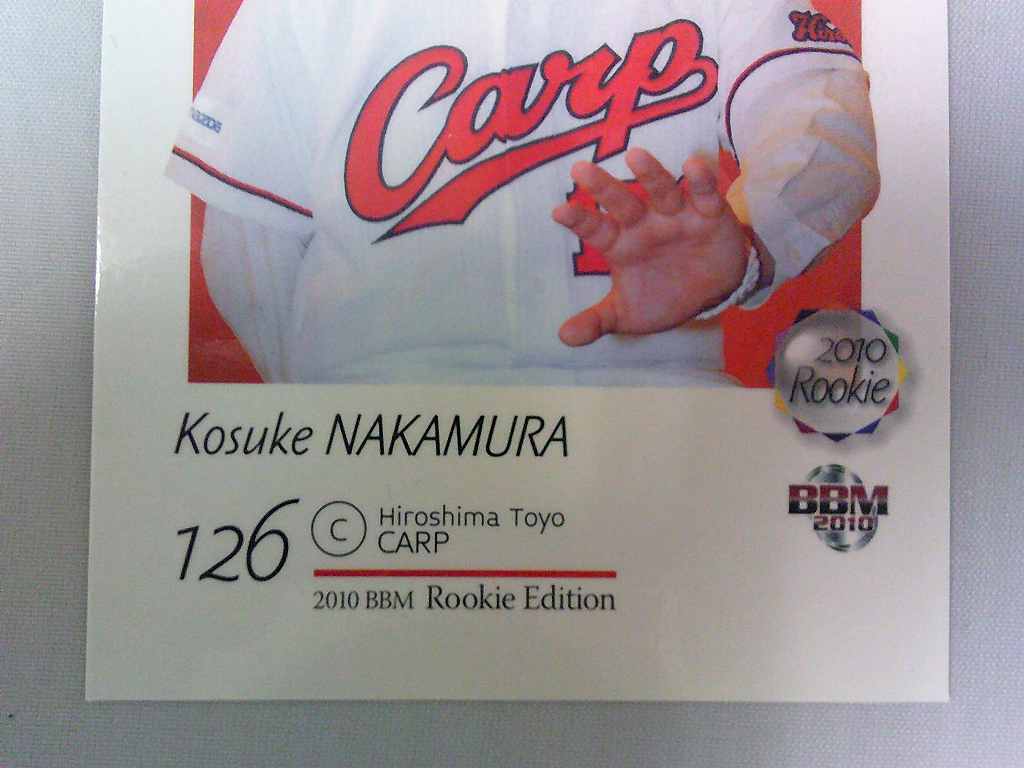 Carp
2010
Rookie
Kosuke NAKAMURA
126
C
Hiroshima Toyo
CARP
BBM
2010
2010 BBM Rookie Edition